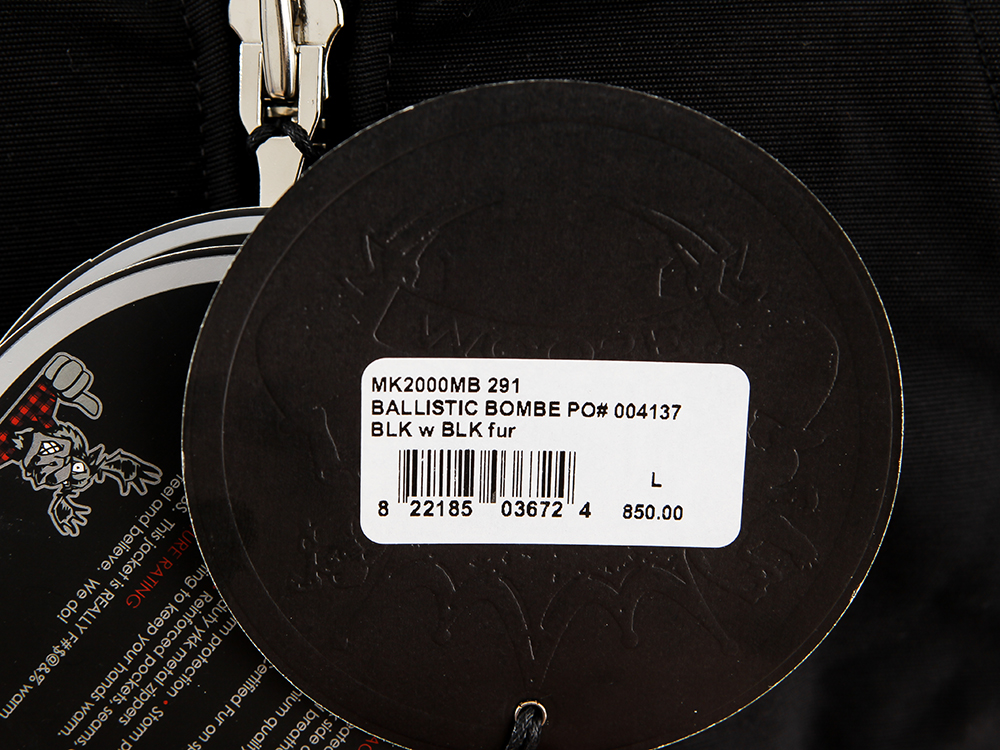 MK2000MB 291
BALLISTIC BOMBE PO# 004137
BLK w BLK fur
L
8 22185 03672 4 850.00
URE RATING
This jacket is REALLY F#$@&% warm.
feel and believe. We do!
ing to keep your hands warm.
Reinforced pockets, seams,
duty ykk metal zippers
rm protection • Storm
ertified Fur on